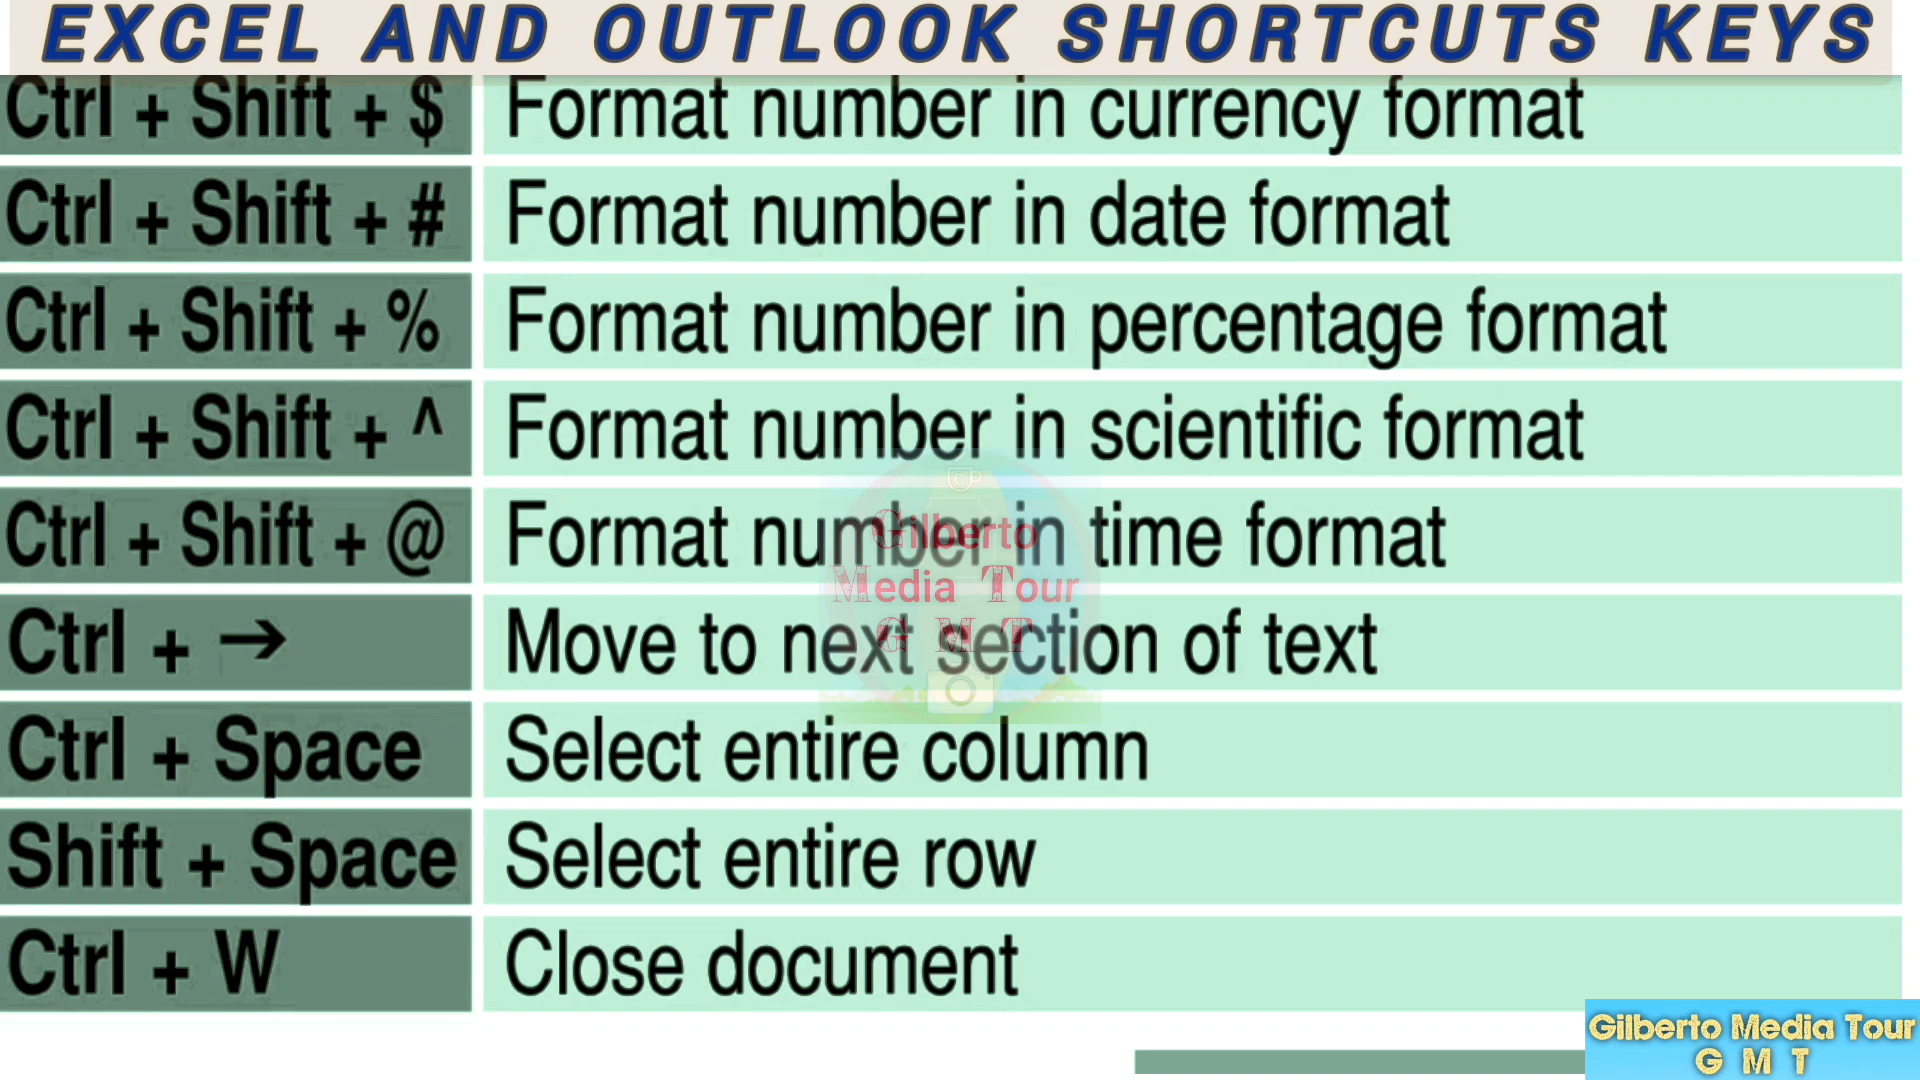 EXCEL AND OUTLOOK SHORTCUTS KEYS
Ctrl + Shift + $ Format number in currency format
Ctrl + Shift + # Format number in date format
Ctrl + Shift + % Format number in percentage format
Ctrl + Shift + ^ Format number in scientific format
Ctrl + Shift + @ Format number in time format
Ctrl + → Move to next section of text
Ctrl + Space Select entire column
Shift + Space Select entire row
Ctrl + W Close document
Gilberto
Media Tour
G M T
Gilberto Media Tour
G M T